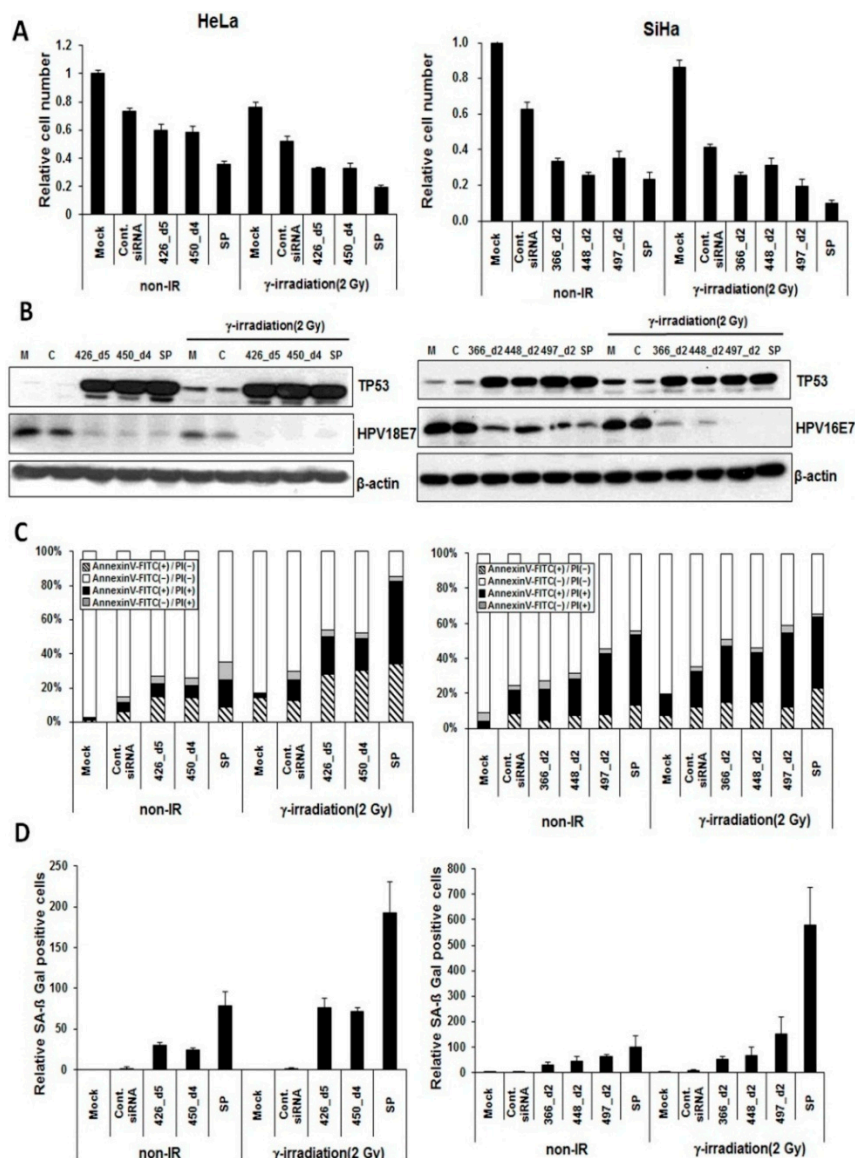 A
HeLa
Relative cell number
1.2
1
0.8
0.6
0.4
0.2
0
Mock
Cont. siRNA
426_d5
450_d4
SP
Mock
Cont. siRNA
426_d5
450_d4
SP
non-IR
γ-irradiation(2 Gy)
SiHa
Relative cell number
1.0
0.8
0.6
0.4
0.2
0.0
Mock
Cont. siRNA
366_d2
448_d2
497_d2
SP
Mock
Cont. siRNA
366_d2
448_d2
497_d2
SP
non-IR
γ-irradiation(2 Gy)
B
γ-irradiation(2 Gy)
M C 426_d5 450_d4 SP M C 426_d5 450_d4 SP
TP53
HPV18E7
β-actin
γ-irradiation(2 Gy)
M C 366_d2 448_d2 497_d2 SP M C 366_d2 448_d2 497_d2 SP
TP53
HPV16E7
β-actin
C
100%
80%
60%
40%
20%
0%
AnnexinV-FITC(+) / PI(−)
AnnexinV-FITC(−) / PI(−)
AnnexinV-FITC(+) / PI(+)
AnnexinV-FITC(−) / PI(+)
Mock
Cont. siRNA
426_d5
450_d4
SP
Mock
Cont. siRNA
426_d5
450_d4
SP
non-IR
γ-irradiation(2 Gy)
100%
80%
60%
40%
20%
0%
AnnexinV-FITC(+) / PI(−)
AnnexinV-FITC(−) / PI(−)
AnnexinV-FITC(+) / PI(+)
AnnexinV-FITC(−) / PI(+)
Mock
Cont. siRNA
366_d2
448_d2
497_d2
SP
Mock
Cont. siRNA
366_d2
448_d2
497_d2
SP
non-IR
γ-irradiation(2 Gy)
D
Relative SA-ß Gal positive cells
250
200
150
100
50
0
Mock
Cont. siRNA
426_d5
450_d4
SP
Mock
Cont. siRNA
426_d5
450_d4
SP
non-IR
γ-irradiation(2 Gy)
Relative SA-ß Gal positive cells
800
700
600
500
400
300
200
100
0
Mock
Cont. siRNA
366_d2
448_d2
497_d2
SP
Mock
Cont. siRNA
366_d2
448_d2
497_d2
SP
non-IR
γ-irradiation(2 Gy)